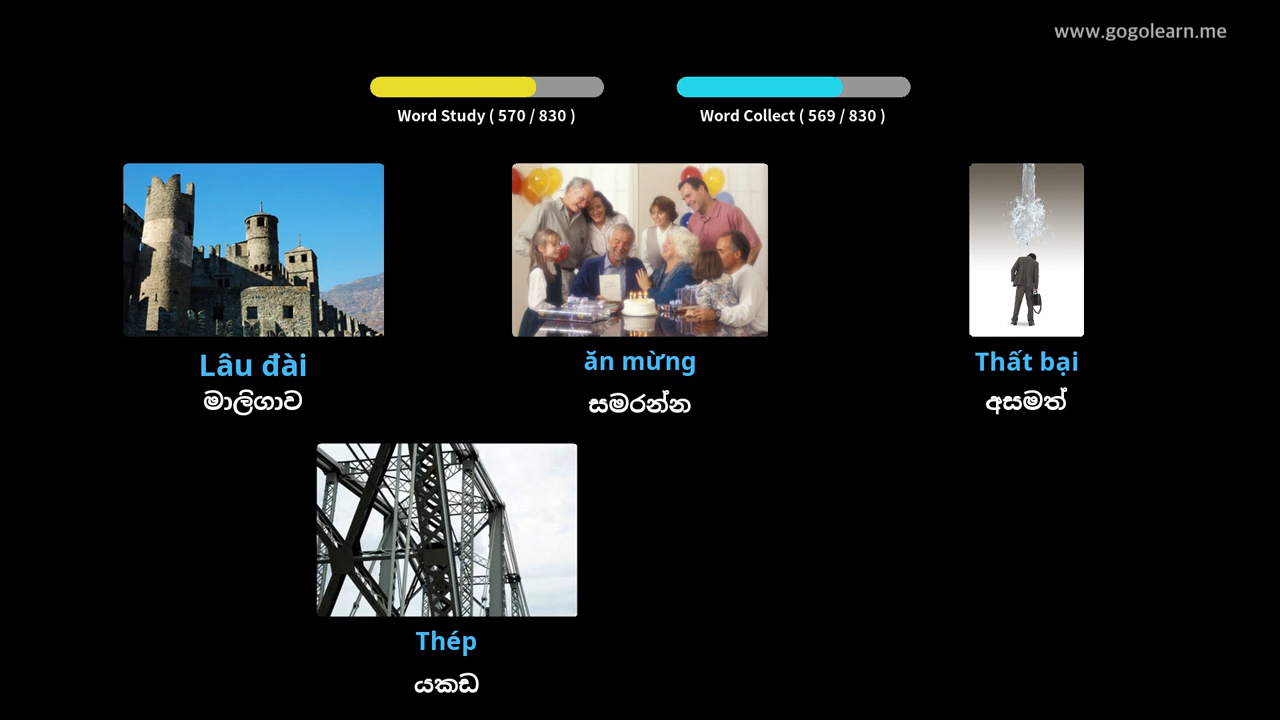 www.gogolearn.me
Word Study ( 570 / 830 )
Word Collect ( 569 / 830 )
Lâu đài
මාලිගාව
ăn mừng
සමරන්න
Thất bại
අසමත්
Thép
යකඩ